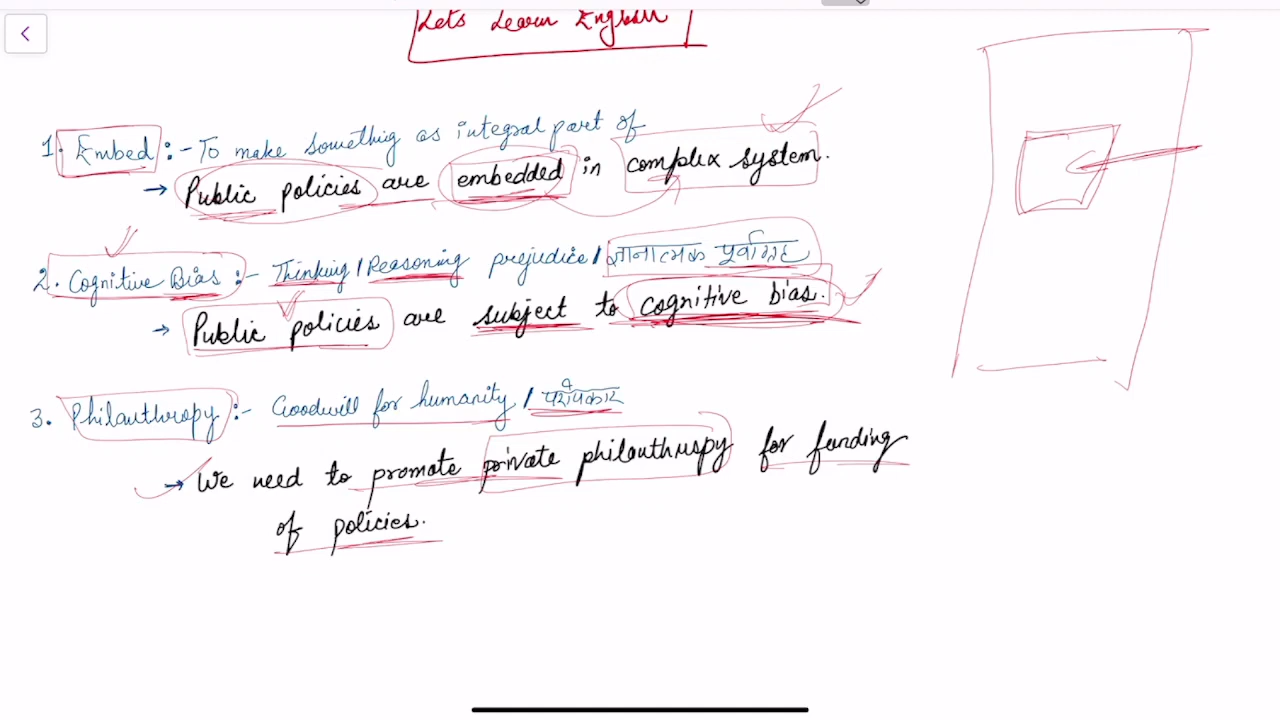 Lets Learn English
1. Embed :- To make something as integral part of
→ Public policies are embedded in complex system.
2. Cognitive Bias :- Thinking / Reasoning prejudice / ज्ञानात्मक पूर्वाग्रह
→ Public policies are subject to cognitive bias.
3. Philanthropy :- Goodwill for humanity / परोपकार
→ We need to promote private philanthropy for funding
of policies.